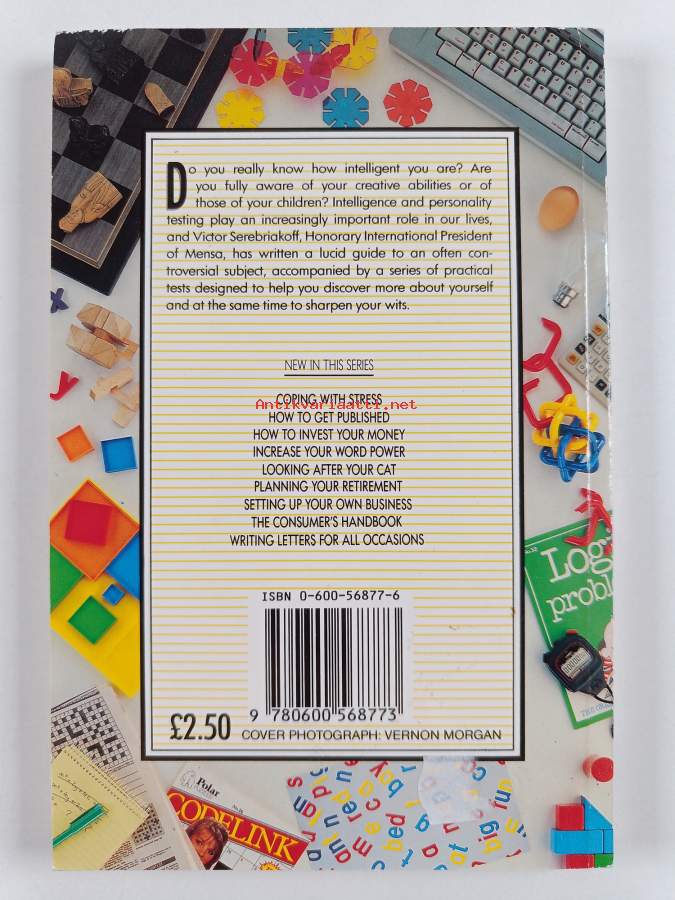 Do you really know how intelligent you are? Are
you fully aware of your creative abilities or of
those of your children? Intelligence and personality
testing play an increasingly important role in our lives,
and Victor Serebriakoff, Honorary International President
of Mensa, has written a lucid guide to an often con-
troversial subject, accompanied by a series of practical
tests designed to help you discover more about yourself
and at the same time to sharpen your wits.
NEW IN THIS SERIES
COPING WITH STRESS
Antikvariaatti.net
HOW TO GET PUBLISHED
HOW TO INVEST YOUR MONEY
INCREASE YOUR WORD POWER
LOOKING AFTER YOUR CAT
PLANNING YOUR RETIREMENT
SETTING UP YOUR OWN BUSINESS
THE CONSUMER'S HANDBOOK
WRITING LETTERS FOR ALL OCCASIONS
ISBN 0-600-56877-6
9 780600 568773
£2.50 COVER PHOTOGRAPH: VERNON MORGAN
Polar
CODELINK
bed
big
fun